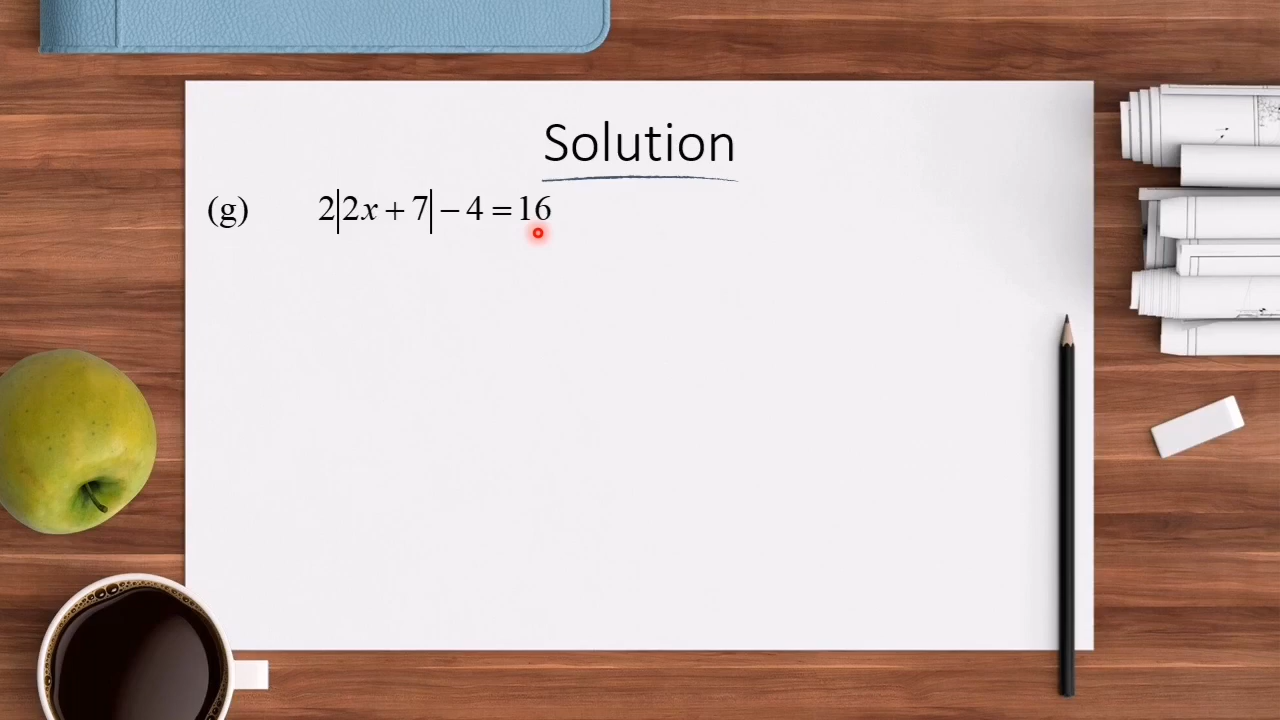 Solution
(g) 2|2x + 7| − 4 = 16